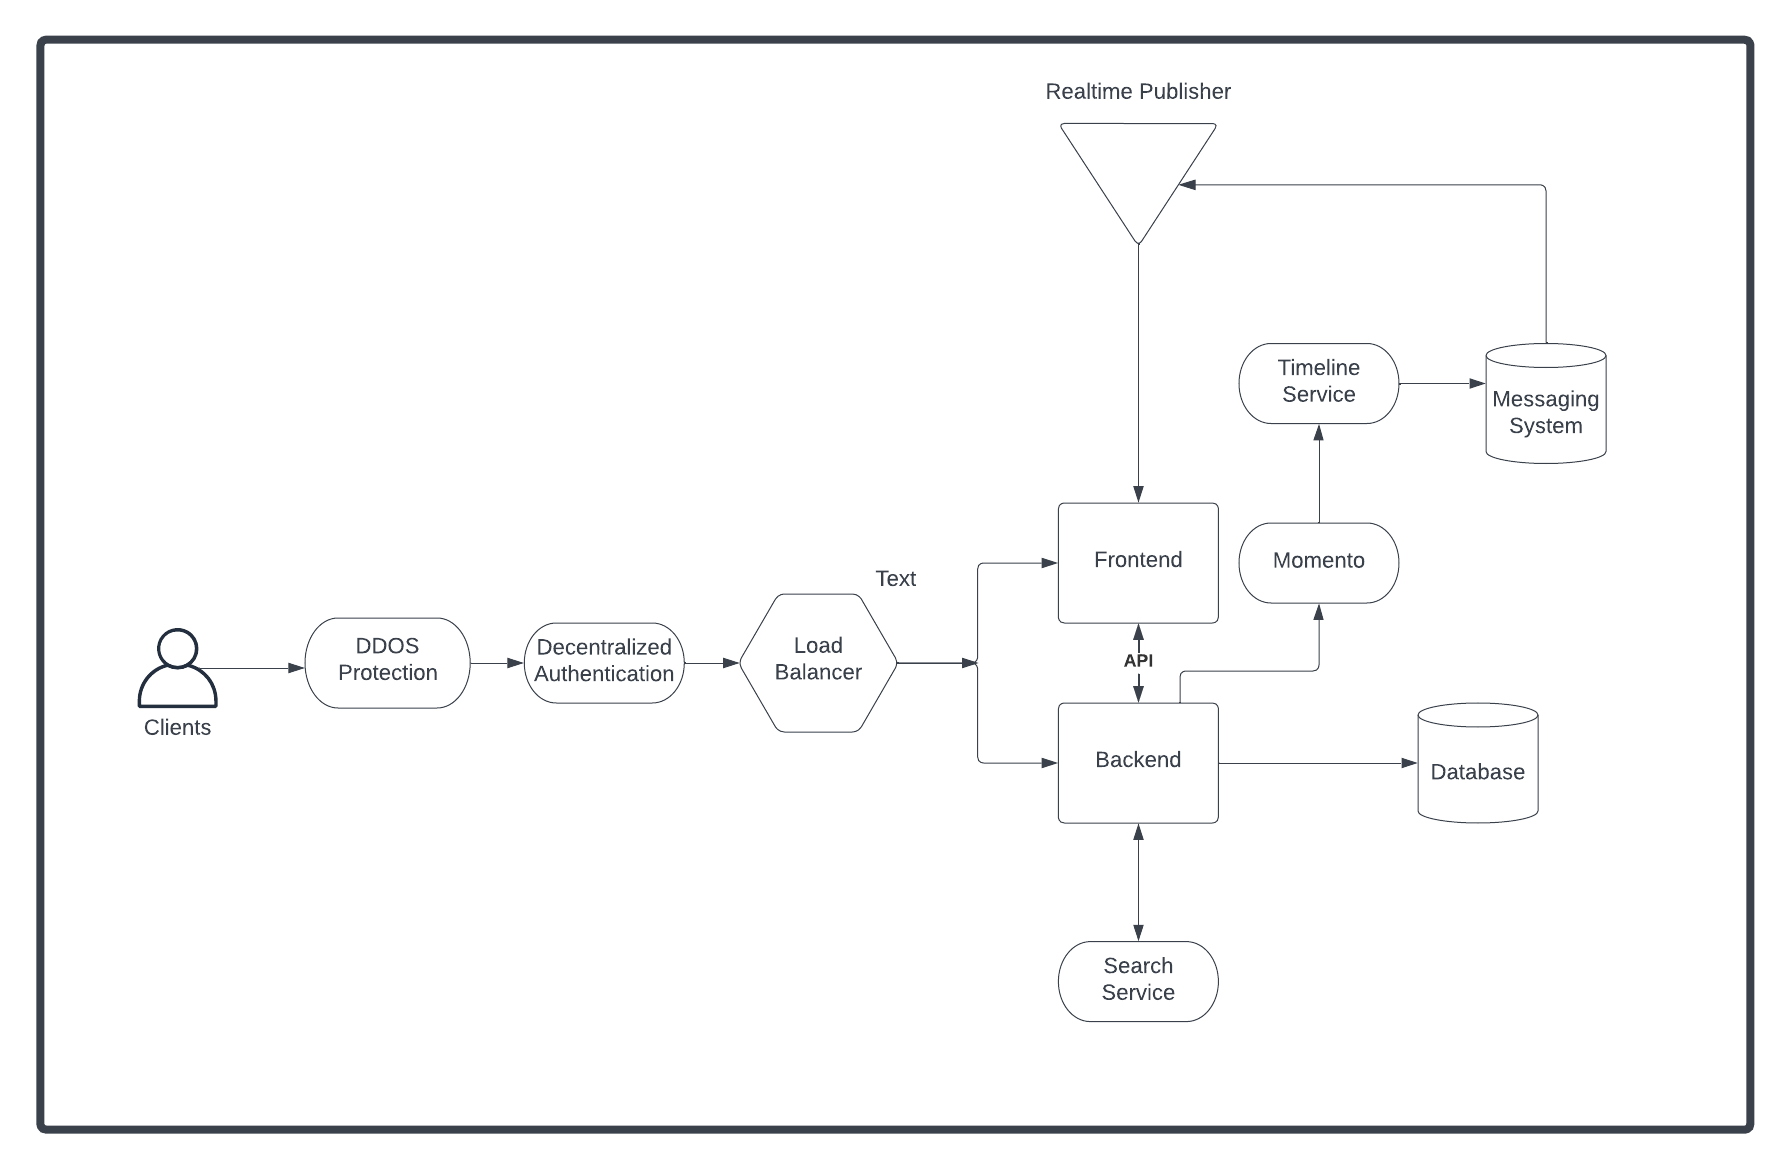 Realtime Publisher
Timeline
Service
Messaging
System
Frontend
Momento
Text
DDOS
Protection
Decentralized
Authentication
Load
Balancer
API
Clients
Backend
Database
Search
Service